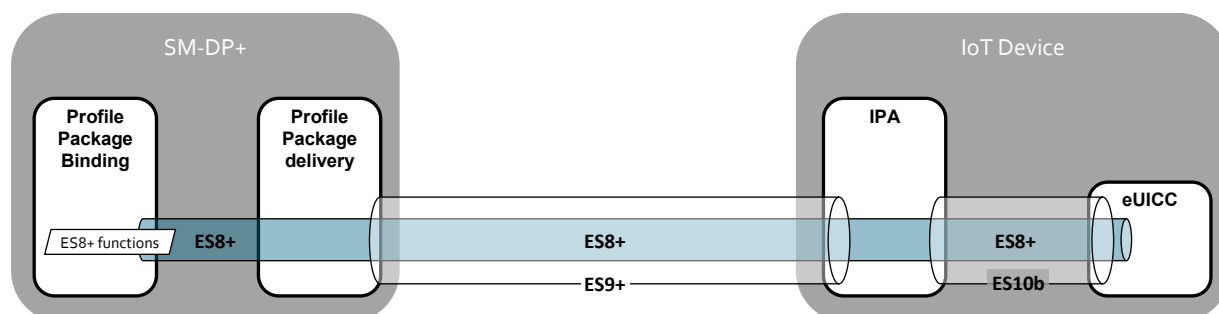 SM-DP+
IoT Device
Profile
Package
Binding
Profile
Package
delivery
IPA
eUICC
ES8+ functions
ES8+
ES8+
ES8+
ES9+
ES10b